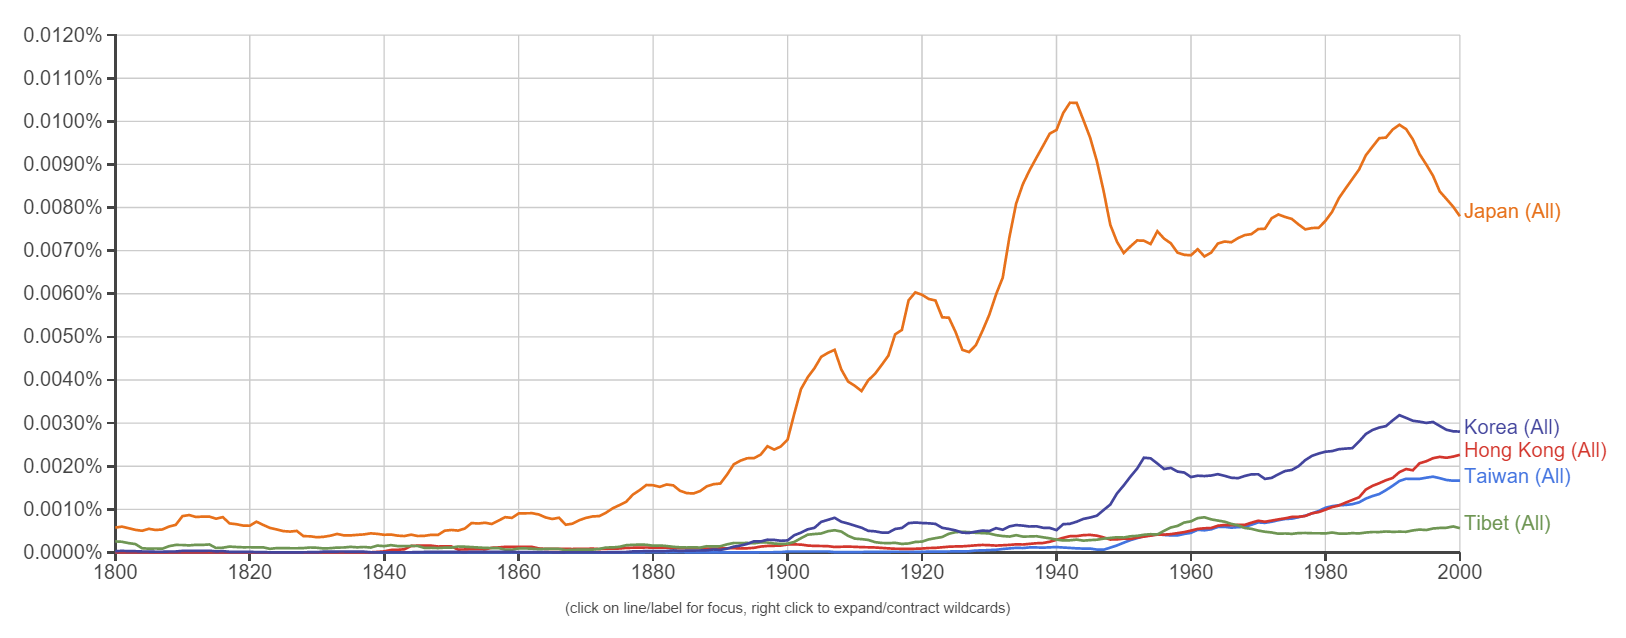 0.0120%
0.0110%
0.0100%
0.0090%
0.0080%
0.0070%
0.0060%
0.0050%
0.0040%
0.0030%
0.0020%
0.0010%
0.0000%
Japan (All)
Korea (All)
Hong Kong (All)
Taiwan (All)
Tibet (All)
1800 1820 1840 1860 1880 1900 1920 1940 1960 1980 2000
(click on line/label for focus, right click to expand/contract wildcards)